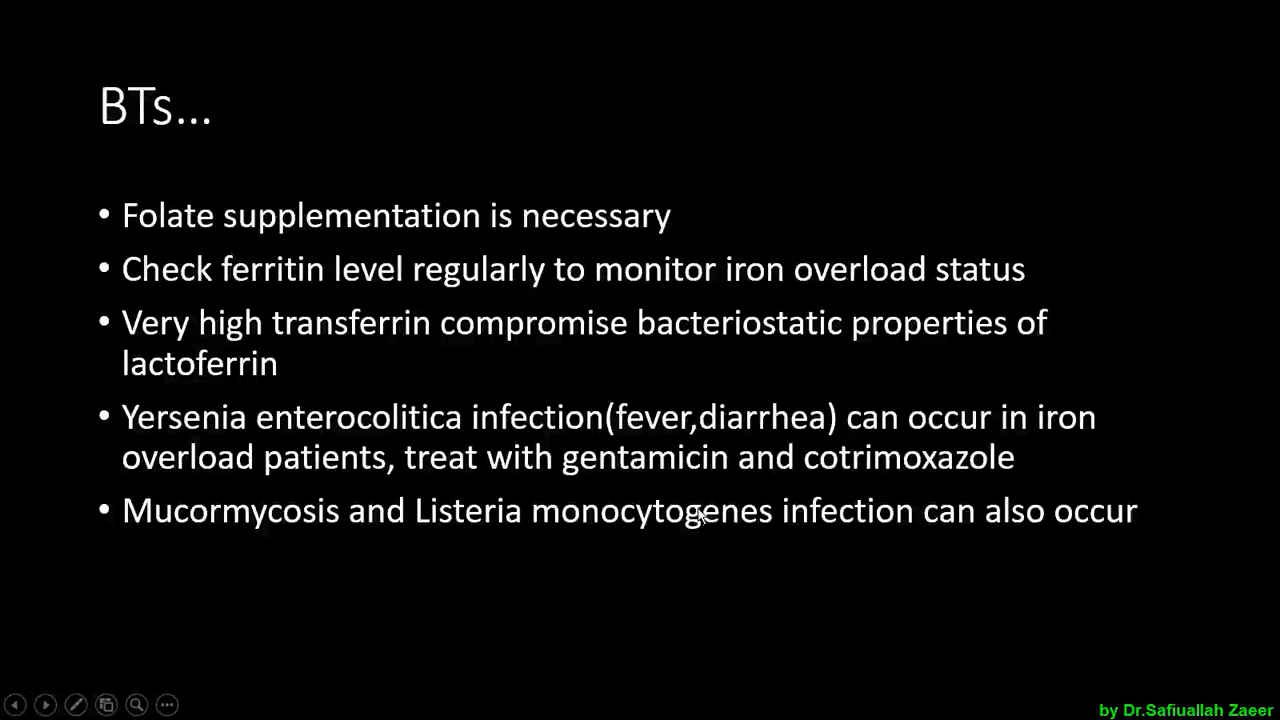 BTs...
• Folate supplementation is necessary
• Check ferritin level regularly to monitor iron overload status
• Very high transferrin compromise bacteriostatic properties of
lactoferrin
• Yersenia enterocolitica infection(fever,diarrhea) can occur in iron
overload patients, treat with gentamicin and cotrimoxazole
• Mucormycosis and Listeria monocytogenes infection can also occur
by Dr.Safiuallah Zaeer